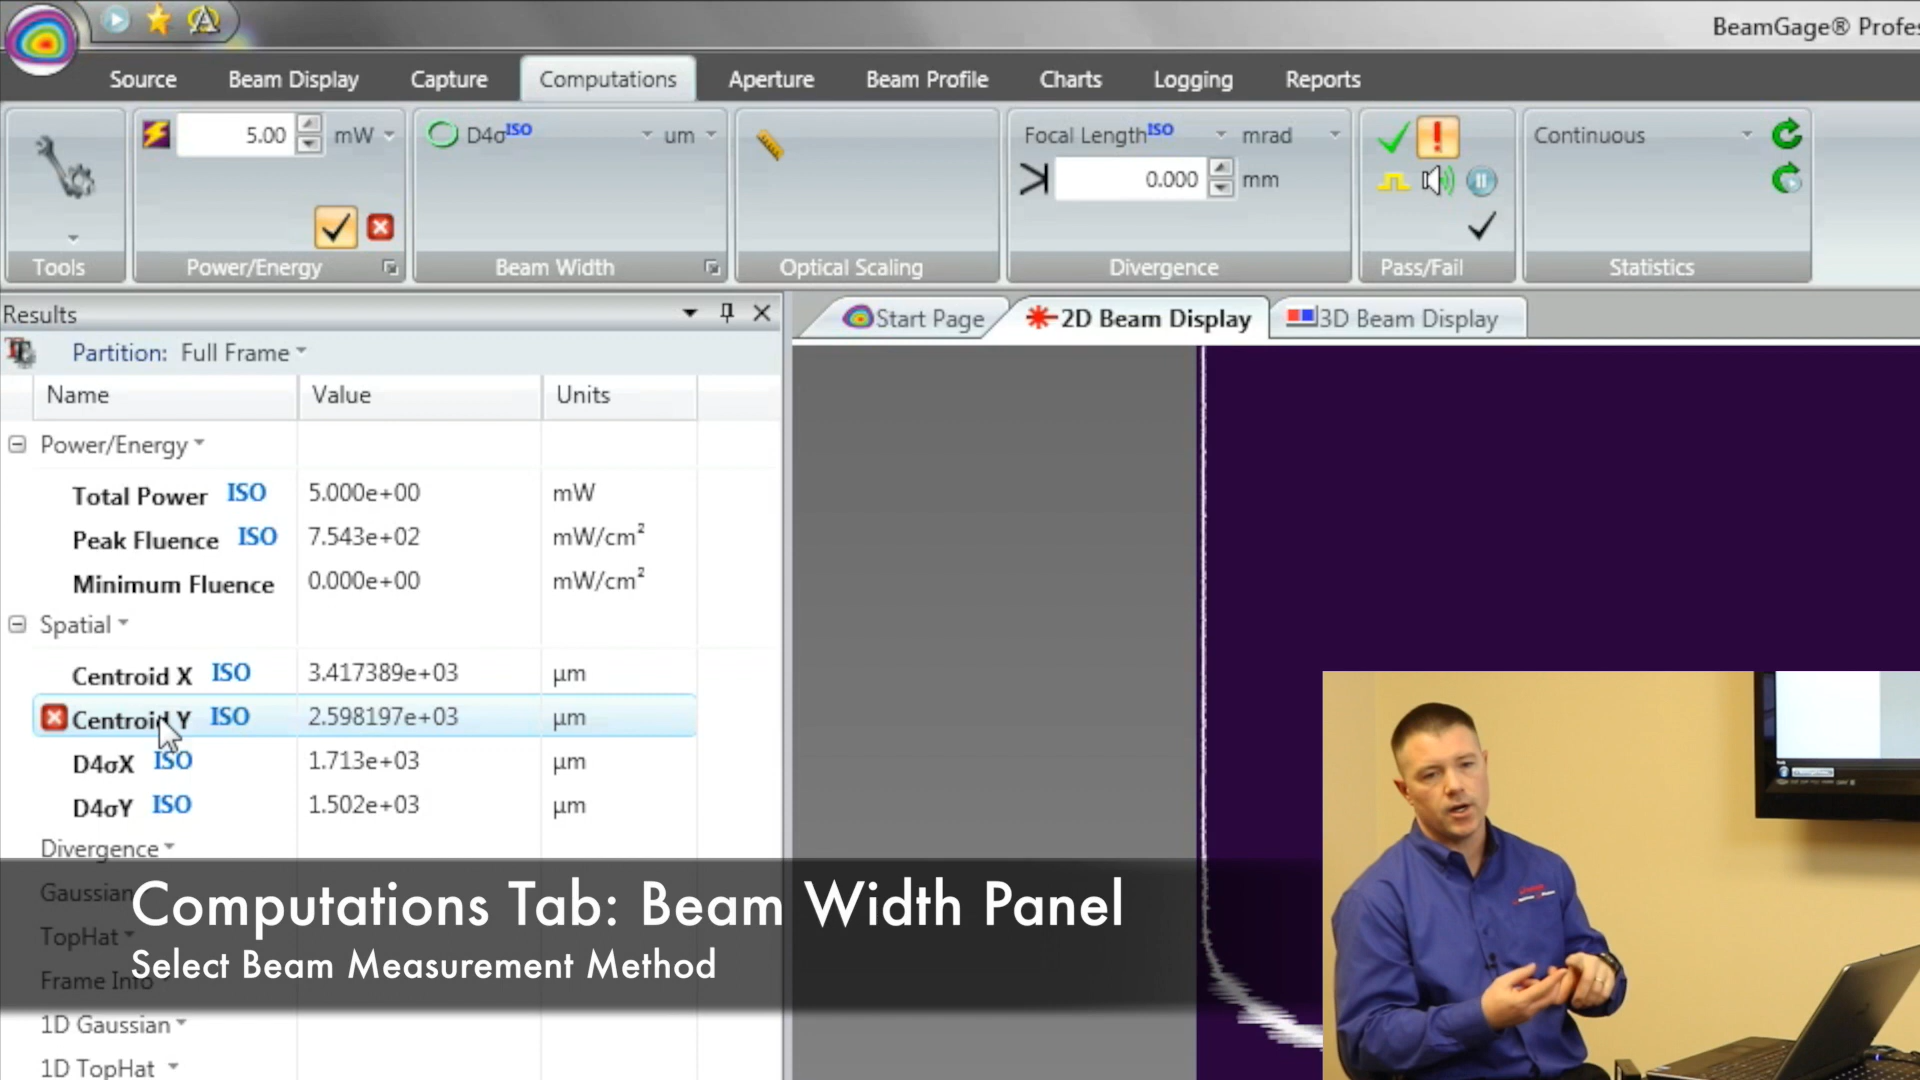 BeamGage® Profes
Source Beam Display Capture Computations Aperture Beam Profile Charts Logging Reports
5.00 mW D4σISO um Focal LengthISO mrad Continuous
0.000 mm
Tools Power/Energy Beam Width Optical Scaling Divergence Pass/Fail Statistics
Results
Start Page 2D Beam Display 3D Beam Display
Partition: Full Frame
Name Value Units
Power/Energy
Total Power ISO 5.000e+00 mW
Peak Fluence ISO 7.543e+02 mW/cm²
Minimum Fluence 0.000e+00 mW/cm²
Spatial
Centroid X ISO 3.417389e+03 µm
Centroid Y ISO 2.598197e+03 µm
D4σX ISO 1.713e+03 µm
D4σY ISO 1.502e+03 µm
Divergence
Gaussian
Computations Tab: Beam Width Panel
TopHat
Select Beam Measurement Method
Frame Info
1D Gaussian
1D TopHat